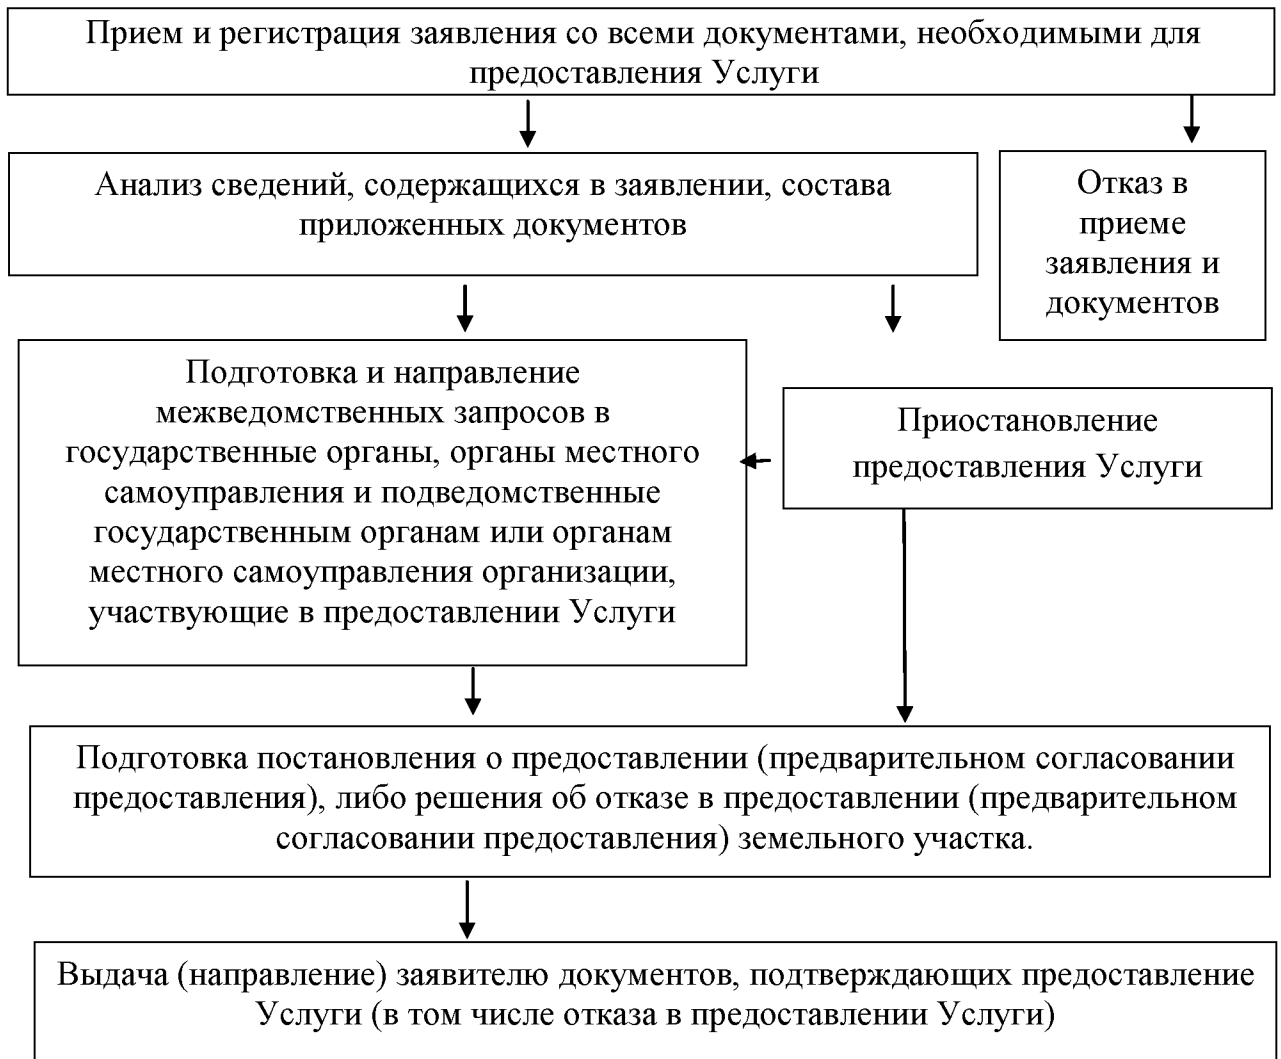 Прием и регистрация заявления со всеми документами, необходимыми для
предоставления Услуги
Анализ сведений, содержащихся в заявлении, состава
приложенных документов
Отказ в
приеме
заявления и
документов
Подготовка и направление
межведомственных запросов в
государственные органы, органы местного
самоуправления и подведомственные
государственным органам или органам
местного самоуправления организации,
участвующие в предоставлении Услуги
Приостановление
предоставления Услуги
Подготовка постановления о предоставлении (предварительном согласовании
предоставления), либо решения об отказе в предоставлении (предварительном
согласовании предоставления) земельного участка.
Выдача (направление) заявителю документов, подтверждающих предоставление
Услуги (в том числе отказа в предоставлении Услуги)